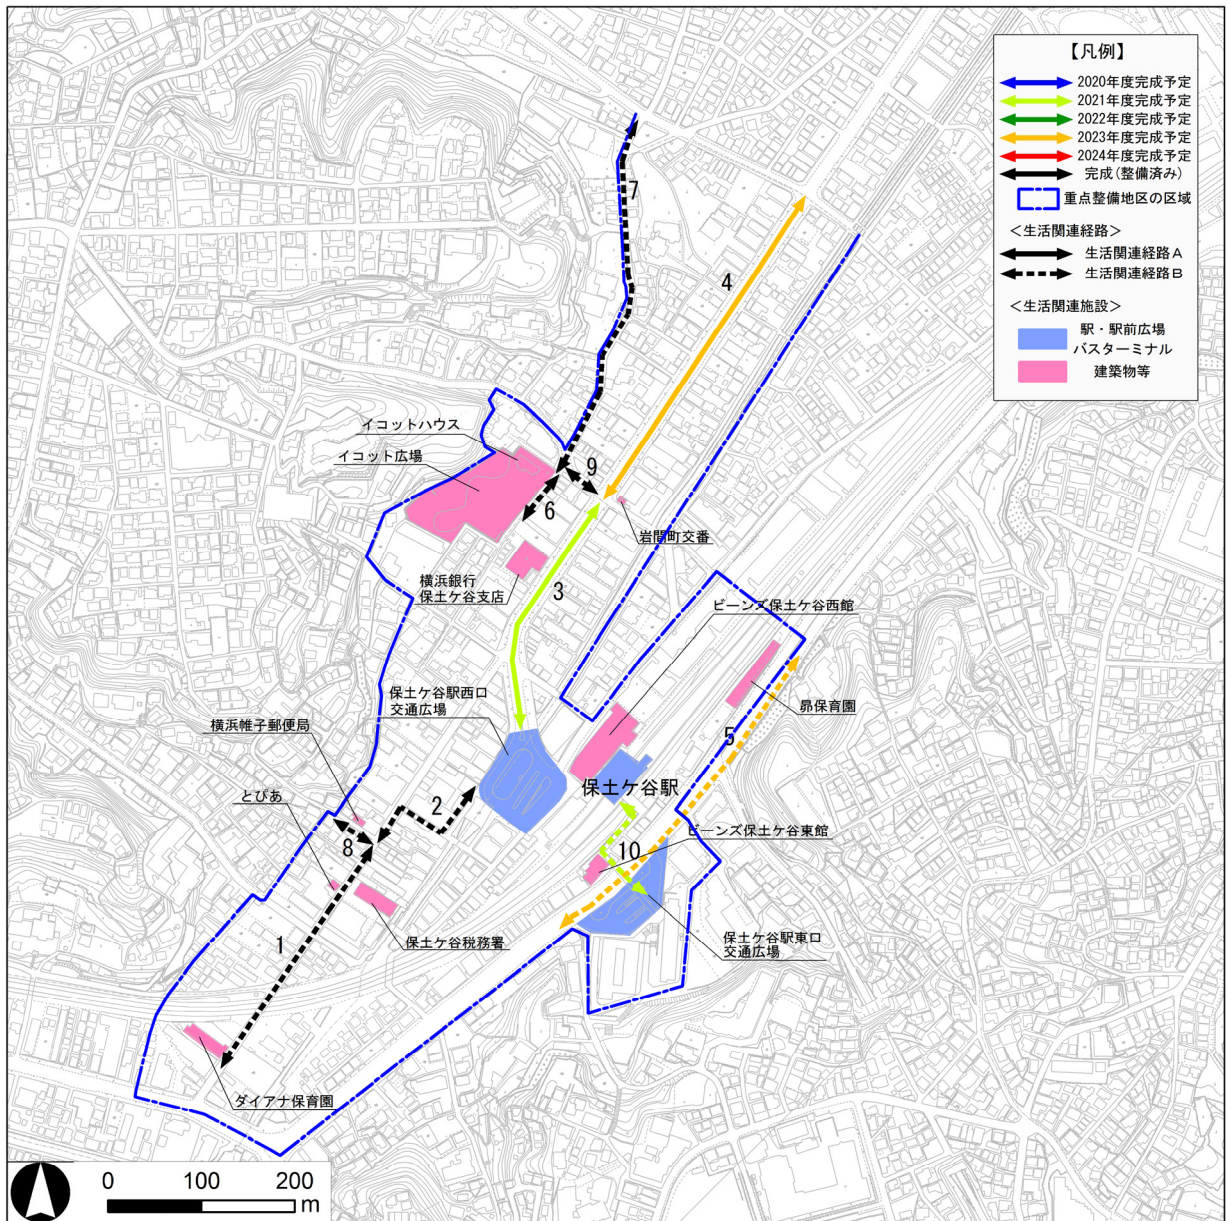 【凡例】
2020年度完成予定
2021年度完成予定
2022年度完成予定
2023年度完成予定
2024年度完成予定
完成(整備済み)
重点整備地区の区域
<生活関連経路>
生活関連経路A
生活関連経路B
<生活関連施設>
駅・駅前広場
バスターミナル
建築物等
7
4
イコットハウス
イコット広場
9
6
岩間町交番
横浜銀行
保土ケ谷支店
3
ビーンズ保土ケ谷西館
保土ケ谷駅西口
交通広場
昴保育園
横浜帷子郵便局
5
保土ケ谷駅
とぴあ
2
ビーンズ保土ケ谷東館
8
10
保土ケ谷税務署
保土ケ谷駅東口
交通広場
1
ダイアナ保育園
0 100 200
m